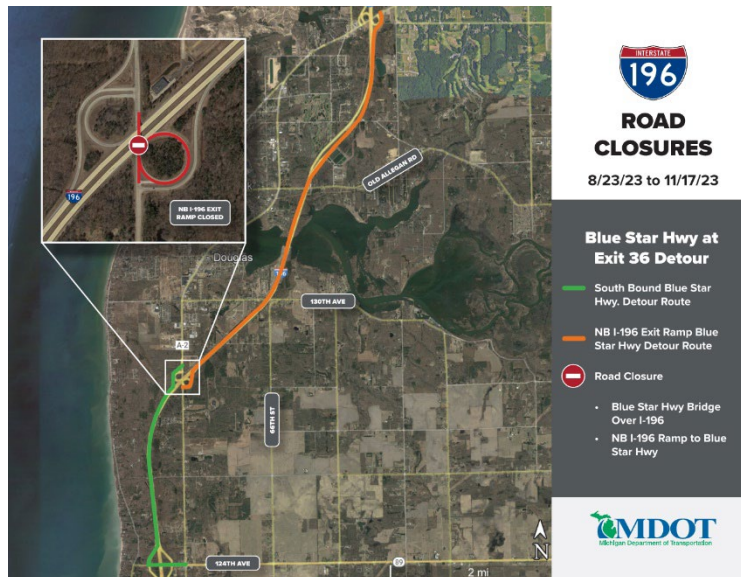 196
NB I-196 EXIT
RAMP CLOSED
OLD ALLEGAN RD
Douglas
130TH AVE
A-2
66TH ST
124TH AVE
89
N
2 mi
INTERSTATE
196
ROAD
CLOSURES
8/23/23 to 11/17/23
Blue Star Hwy at
Exit 36 Detour
South Bound Blue Star
Hwy. Detour Route
NB I-196 Exit Ramp Blue
Star Hwy Detour Route
Road Closure
• Blue Star Hwy Bridge
Over I-196
• NB I-196 Ramp to Blue
Star Hwy
MDOT
Michigan Department of Transportation